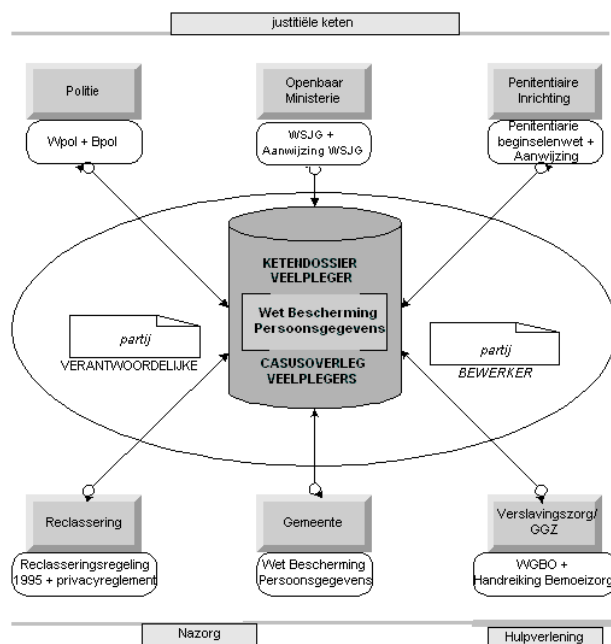 justitiële keten
Politie
Openbaar
Ministerie
Penitentiaire
Inrichting
Wpol + Bpol
WSJG +
Aanwijzing WSJG
Penitentiarie
beginselenwet +
Aanwijzing
KETENDOSSIER
VEELPLEGER
Wet Bescherming
Persoonsgegevens
CASUSOVERLEG
VEELPLEGERS
partij
VERANTWOORDELIJKE
partij
BEWERKER
Reclassering
Gemeente
Verslavingszorg/
GGZ
Reclasseringsregeling
1995 + privacyreglement
Wet Bescherming
Persoonsgegevens
WGBO +
Handreiking Bemoeizorg
Nazorg
Hulpverlening